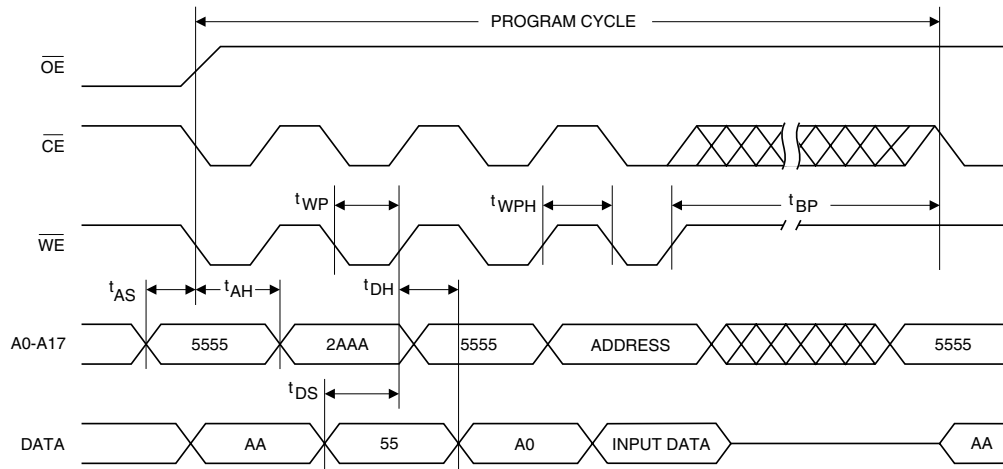 PROGRAM CYCLE
OE
CE
tWP
tWPH
tBP
WE
tAS
tAH
tDH
A0-A17
5555
2AAA
5555
ADDRESS
5555
tDS
DATA
AA
55
A0
INPUT DATA
AA